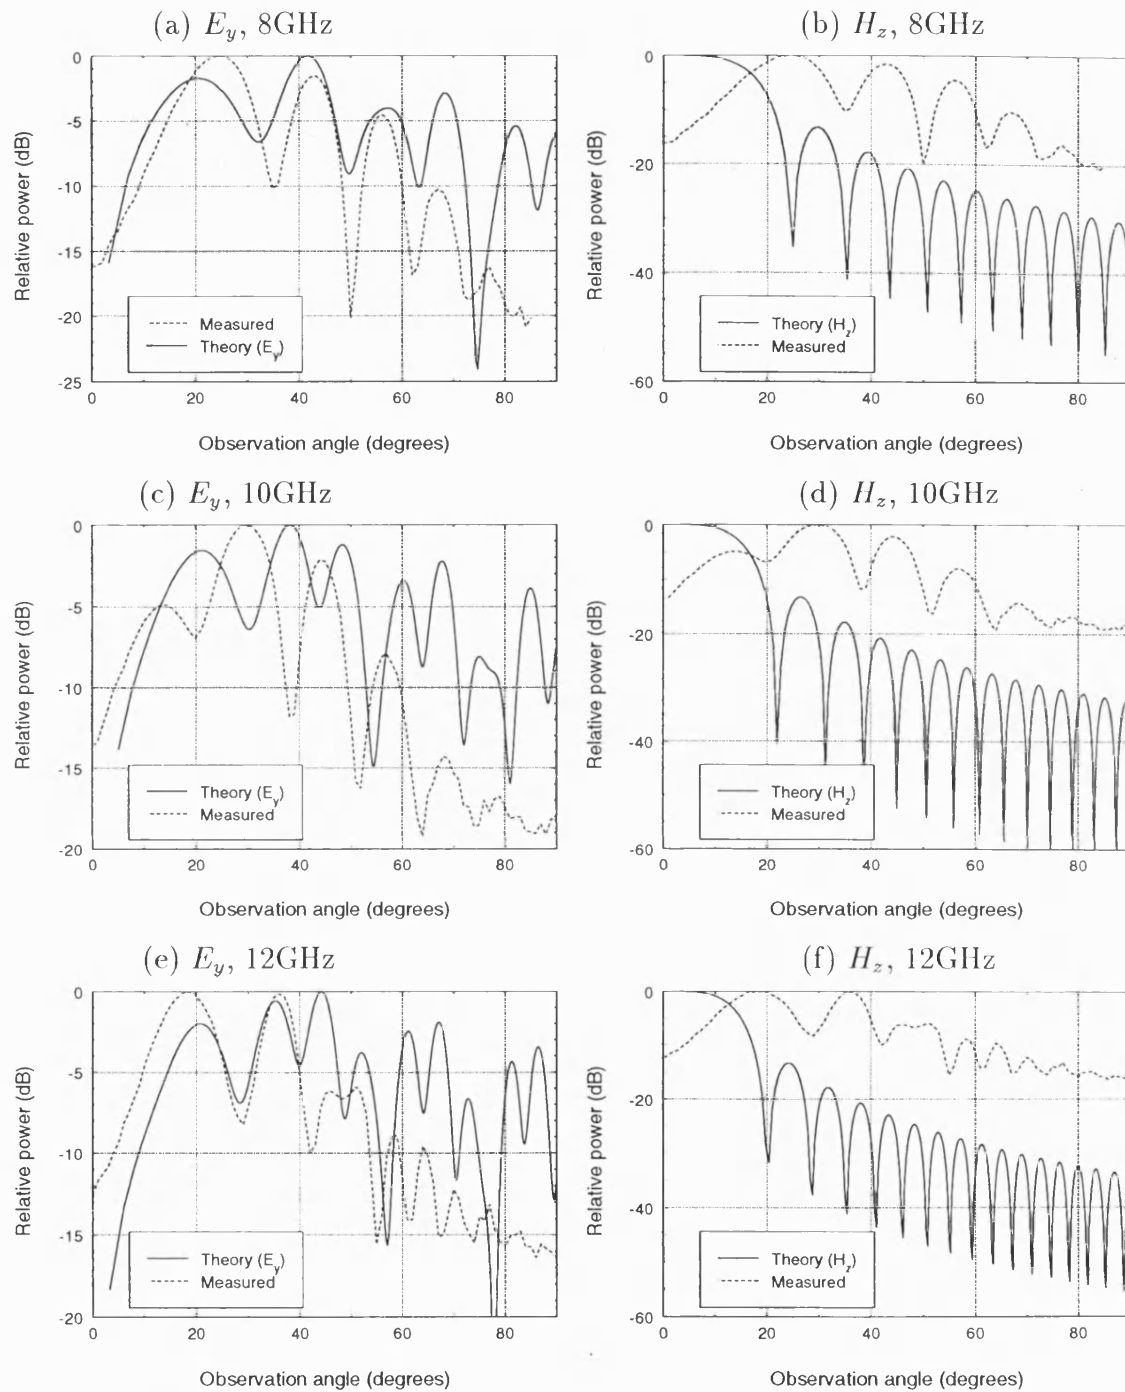 (a) E_y, 8GHz
0
-5
-10
-15
-20
-25
Relative power (dB)
Measured
Theory (E_y)
0 20 40 60 80
Observation angle (degrees)
(b) H_z, 8GHz
0
-20
-40
-60
Relative power (dB)
Theory (H_z)
Measured
0 20 40 60 80
Observation angle (degrees)
(c) E_y, 10GHz
0
-5
-10
-15
-20
Relative power (dB)
Theory (E_y)
Measured
0 20 40 60 80
Observation angle (degrees)
(d) H_z, 10GHz
0
-20
-40
-60
Relative power (dB)
Theory (H_z)
Measured
0 20 40 60 80
Observation angle (degrees)
(e) E_y, 12GHz
0
-5
-10
-15
-20
Relative power (dB)
Theory (E_y)
Measured
0 20 40 60 80
Observation angle (degrees)
(f) H_z, 12GHz
0
-20
-40
-60
Relative power (dB)
Theory (H_z)
Measured
0 20 40 60 80
Observation angle (degrees)